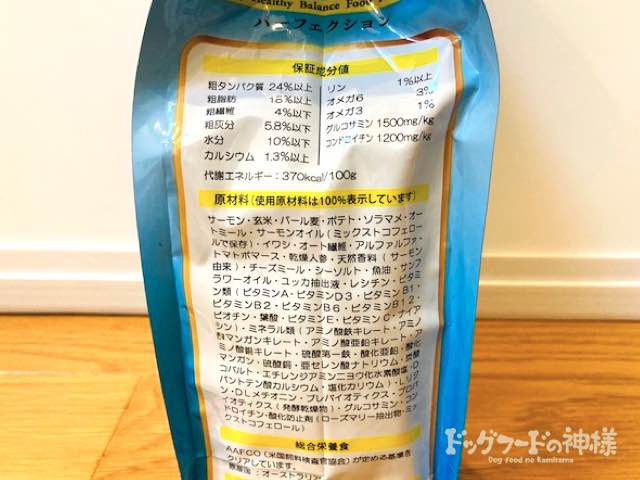 Healthy Balance Food
パーフェクション
保証成分値
粗タンパク質 24%以上
粗脂肪 15%以上
粗繊維 4%以下
粗灰分 5.8%以下
水分 10%以下
カルシウム 1.3%以上
リン 1%以上
オメガ6 3%
オメガ3 1%
グルコサミン 1500mg/kg
コンドロイチン 1200mg/kg
代謝エネルギー：370kcal/100g
原材料（使用原材料は100%表示しています）
サーモン・玄米・パール麦・ポテト・ソラマメ・オー
トミール・サーモンオイル（ミックストコフェロー
ルで保存）・イワシ・オート繊維・アルファルファ・
トマトポマース・乾燥人参・天然香料（サーモン
由来）・チーズミール・シーソルト・魚油・サンフ
ラワーオイル・ユッカ抽出液・レシチン・ビタミ
ン類（ビタミンA・ビタミンD3・ビタミンB1・
ビタミンB2・ビタミンB6・ビタミンB12・
ビオチン・葉酸・ビタミンE・ビタミンC・ナイア
シン）・ミネラル類（アミノ酸鉄キレート・アミノ
酸マンガンキレート・アミノ酸亜鉛キレート・ア
ミノ酸銅キレート・硫酸第一鉄・酸化亜鉛・酸化
マンガン・硫酸銅・亜セレン酸ナトリウム・炭酸
コバルト・エチレンジアミンニヨウ化水素酸塩・D
パントテン酸カルシウム・塩化カリウム）・Lリジ
ン・DLメチオニン・プレバイオティクス・プロバ
イオティクス（発酵乾燥物）・グルコサミン・コン
ドロイチン・酸化防止剤（ローズマリー抽出物・ミッ
クストコフェロール）
総合栄養食
AAFCO（米国飼料検査官協会）が定める基準を
クリアしています。
原産国：オーストラリア
ドッグフードの神様
Dog food no Kamisama